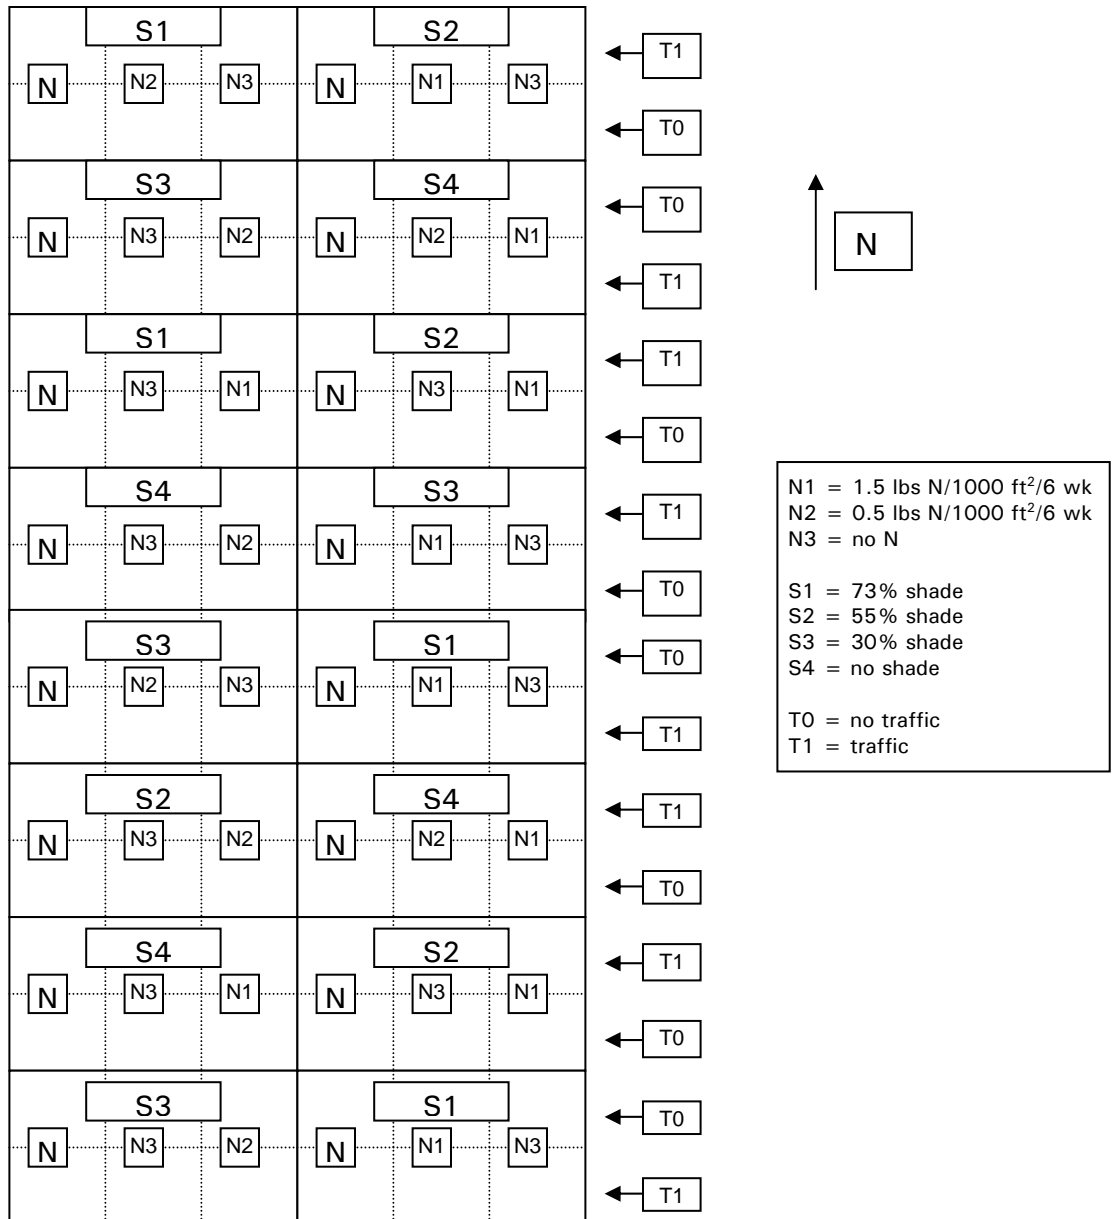 S1 S2
T1
N N2 N3 N N1 N3
T0
S3 S4
T0
N N3 N2 N N2 N1
T1
N
S1 S2
T1
N N3 N1 N N3 N1
T0
S4 S3
T1
N N3 N2 N N1 N3
T0
S3 S1
T0
N N2 N3 N N1 N3
T1
S2 S4
T1
N N3 N2 N N2 N1
T0
S4 S2
T1
N N3 N1 N N3 N1
T0
S3 S1
T0
N N3 N2 N N1 N3
T1
N1 = 1.5 lbs N/1000 ft²/6 wk
N2 = 0.5 lbs N/1000 ft²/6 wk
N3 = no N
S1 = 73% shade
S2 = 55% shade
S3 = 30% shade
S4 = no shade
T0 = no traffic
T1 = traffic